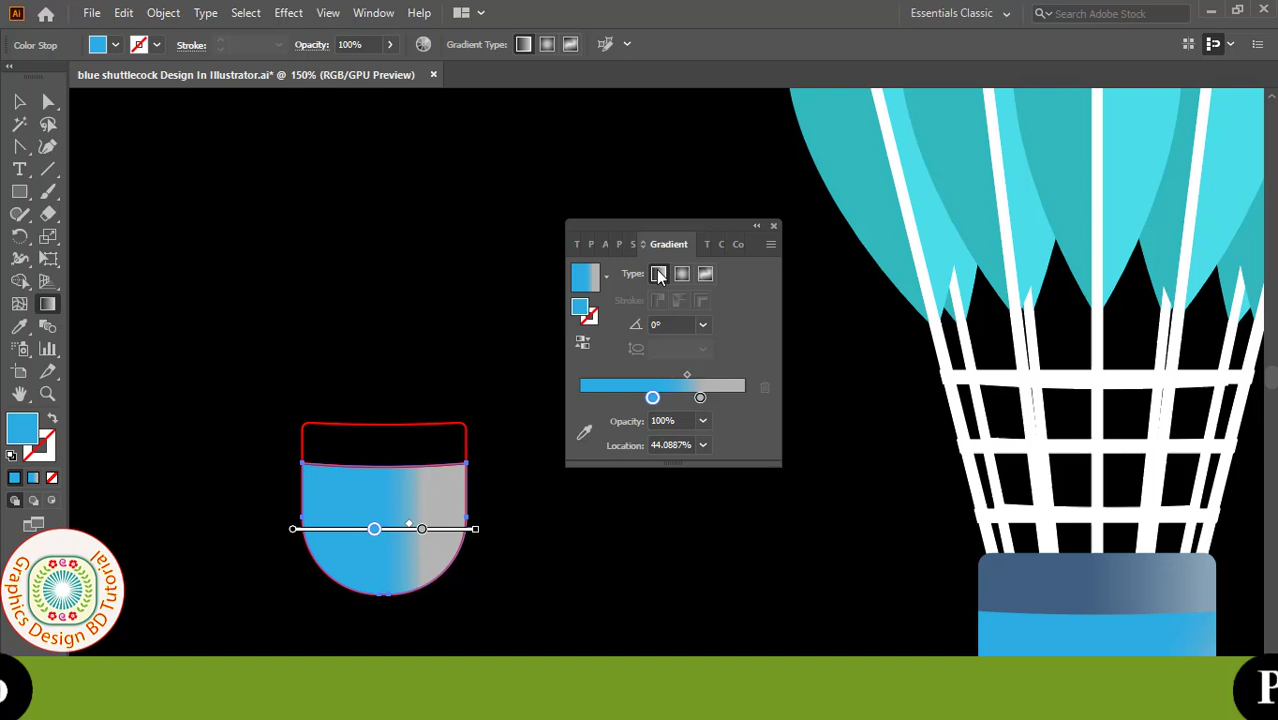 Ai File Edit Object Type Select Effect View Window Help Essentials Classic Search Adobe Stock
Color Stop Stroke: Opacity: 100% Gradient Type:
blue shuttlecock Design In Illustrator.ai* @ 150% (RGB/GPU Preview)
T P A P S Gradient T C Co
Type:
Stroke:
0°
Opacity: 100%
Location: 44.0887%
Graphics Design BD Tutorial
P